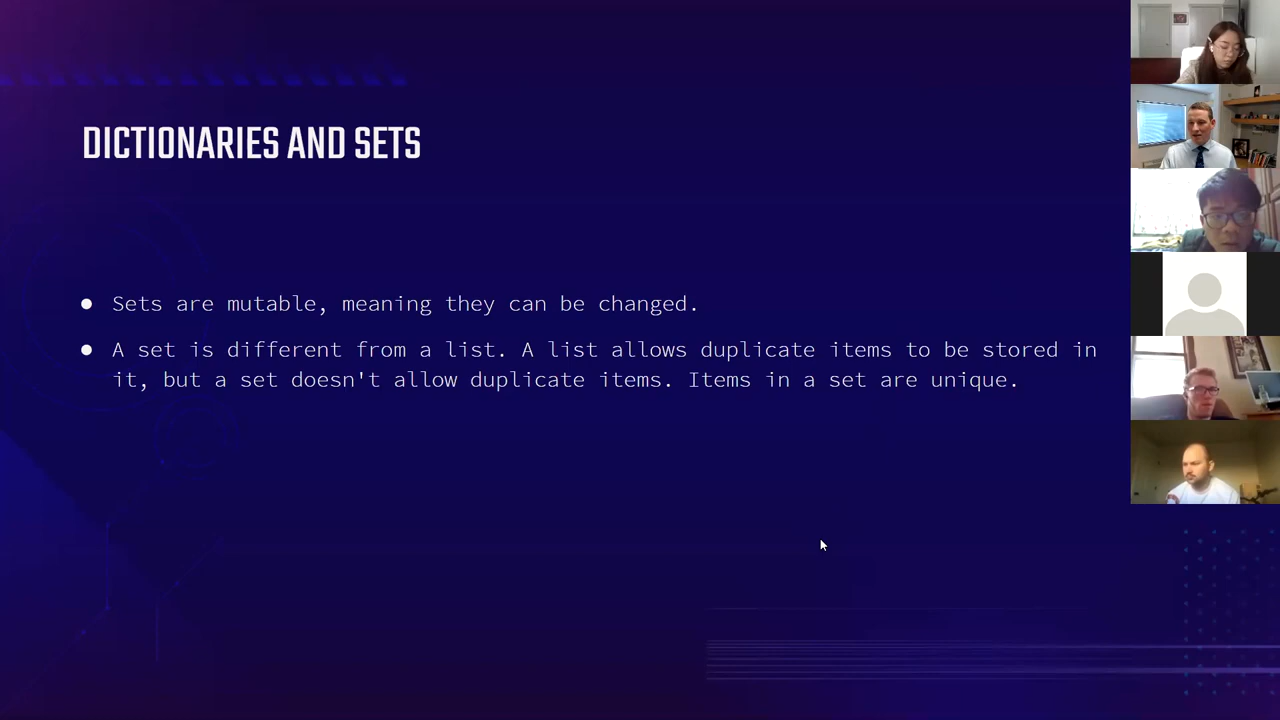 DICTIONARIES AND SETS
● Sets are mutable, meaning they can be changed.
● A set is different from a list. A list allows duplicate items to be stored in
it, but a set doesn't allow duplicate items. Items in a set are unique.